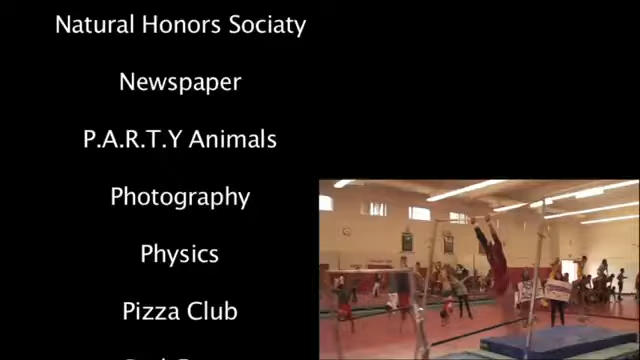 Natural Honors Sociaty
Newspaper
P.A.R.T.Y Animals
Photography
Physics
Pizza Club